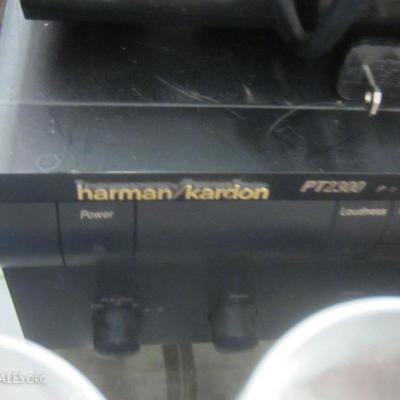 harman/kardon PT2300
Power Loudness
ALES.ORG